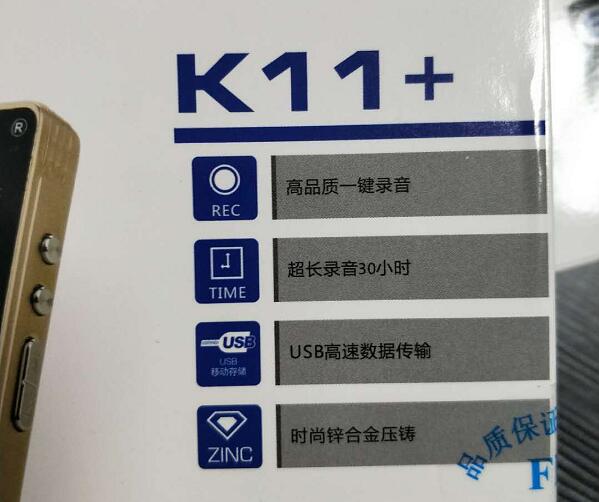 K11+
®
REC
高品质一键录音
TIME
超长录音30小时
USB
USB
移动存储
USB高速数据传输
ZINC
时尚锌合金压铸
品质保证